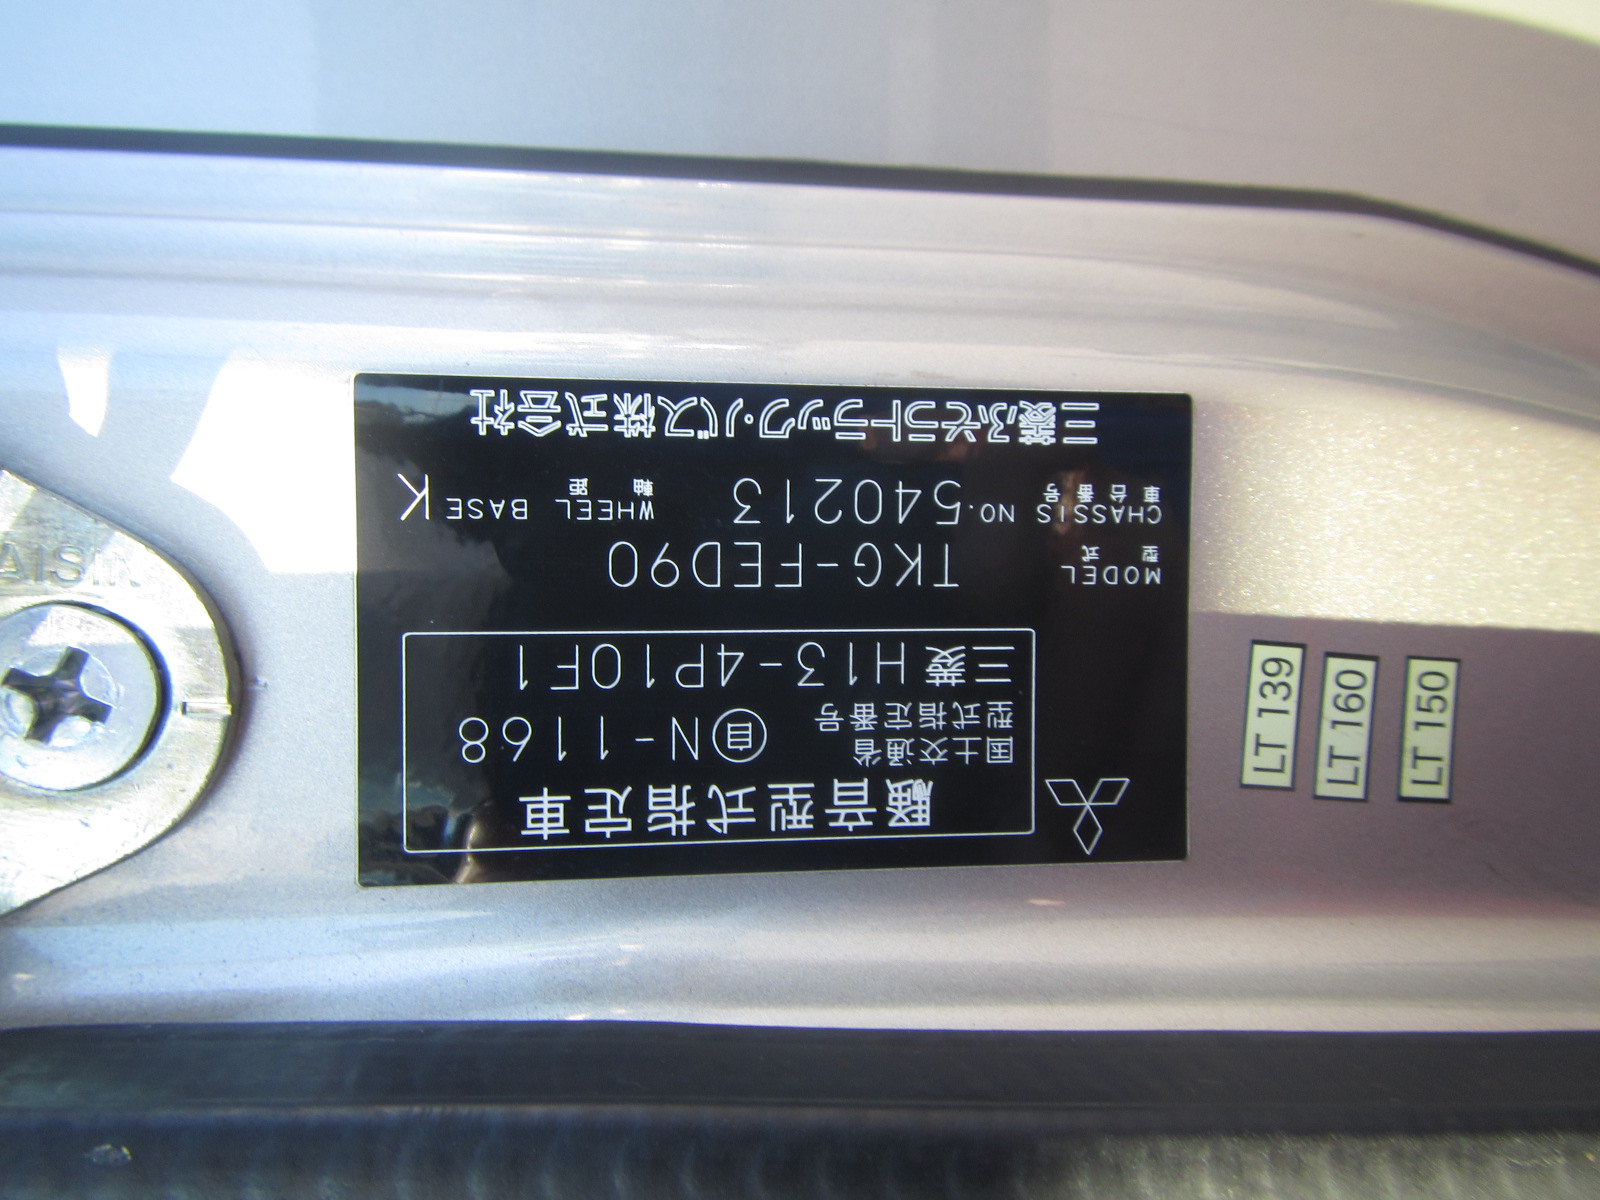 騒音型式指定車
国土交通省
型式指定番号 自N-1168
三菱 H13-4P10F1
MODEL
型式 TKG-FED90
CHASSIS NO. 540213 WHEEL BASE K
車台番号 軸距
三菱ふそうトラック・バス株式会社
LT 139
LT 160
LT 150
AISIN